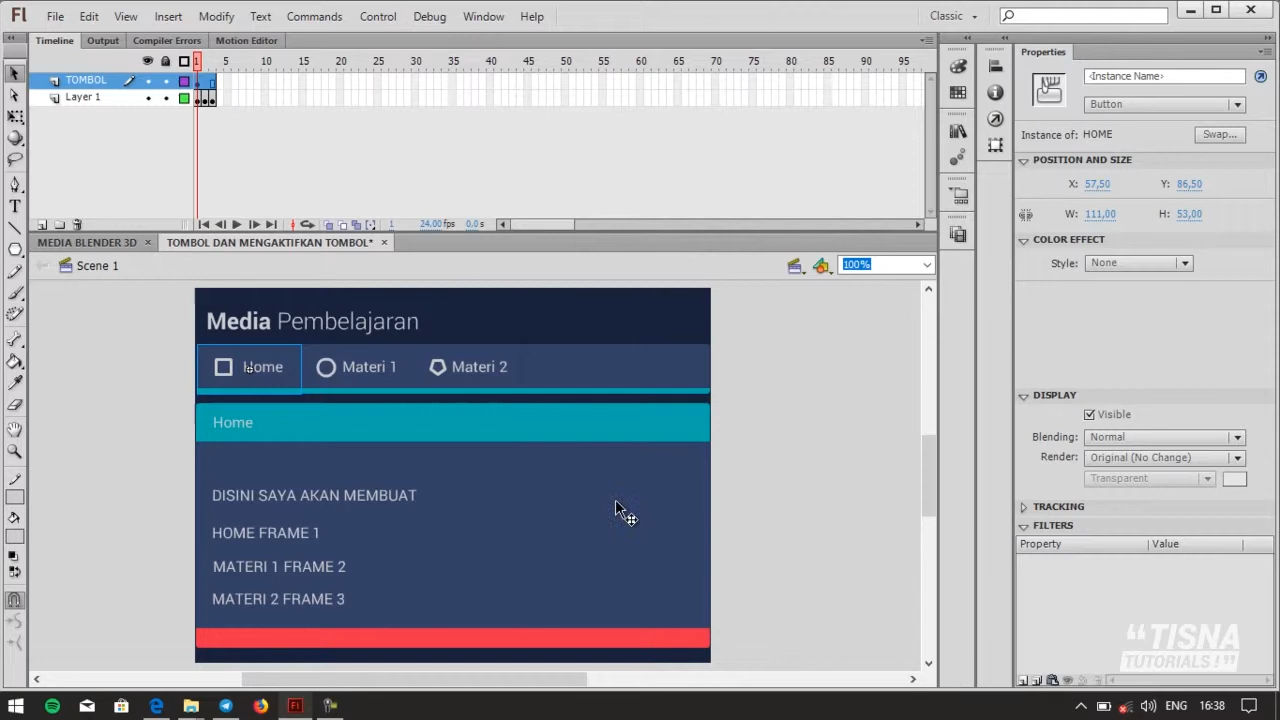 Fl File Edit View Insert Modify Text Commands Control Debug Window Help Classic
Timeline Output Compiler Errors Motion Editor
1 5 10 15 20 25 30 35 40 45 50 55 60 65 70 75 80 85 90 95
TOMBOL
Layer 1
1 24.00 fps 0.0 s
MEDIA BLENDER 3D × TOMBOL DAN MENGAKTIFKAN TOMBOL* ×
Scene 1 100%
Media Pembelajaran
Home Materi 1 Materi 2
Home
DISINI SAYA AKAN MEMBUAT
HOME FRAME 1
MATERI 1 FRAME 2
MATERI 2 FRAME 3
Properties
<Instance Name>
Button
Instance of: HOME Swap...
POSITION AND SIZE
X: 57,50 Y: 86,50
W: 111,00 H: 53,00
COLOR EFFECT
Style: None
DISPLAY
Visible
Blending: Normal
Render: Original (No Change)
Transparent
TRACKING
FILTERS
Property Value
"TISNA
TUTORIALS!"
Fl ENG 16:38